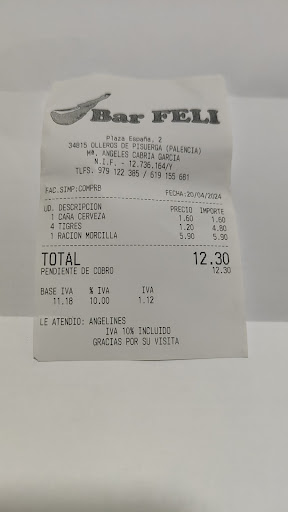 Bar FELI
Plaza España, 2
34815 OLLEROS DE PISUERGA (PALENCIA)
Mª. ANGELES CABRIA GARCIA
N.I.F. - 12.736.164/Y
TLFS. 979 122 385 / 619 155 681
FAC.SIMP:COMPRB FECHA:20/04/2024
UD. DESCRIPCION PRECIO IMPORTE
1 CAÑA CERVEZA 1.60 1.60
4 TIGRES 1.20 4.80
1 RACION MORCILLA 5.90 5.90
TOTAL 12.30
PENDIENTE DE COBRO 12.30
BASE IVA % IVA IVA
11.18 10.00 1.12
LE ATENDIO: ANGELINES
IVA 10% INCLUIDO
GRACIAS POR SU VISITA